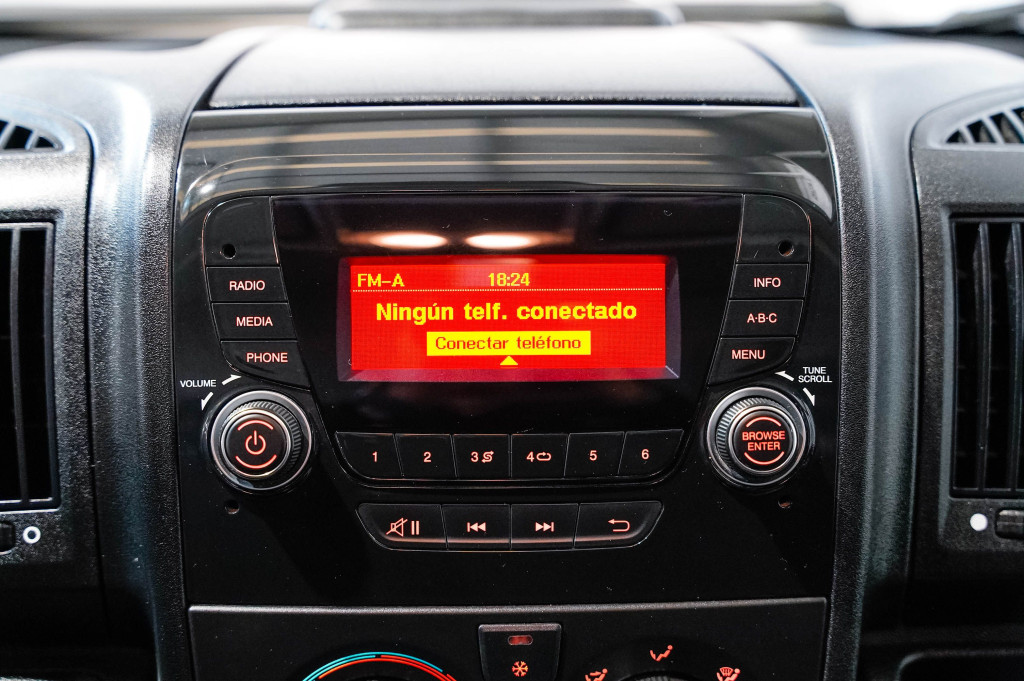 RADIO
MEDIA
PHONE
VOLUME
FM-A 18:24
Ningún telf. conectado
Conectar teléfono
INFO
A·B·C
MENU
TUNE
SCROLL
BROWSE
ENTER
1 2 3 4 5 6